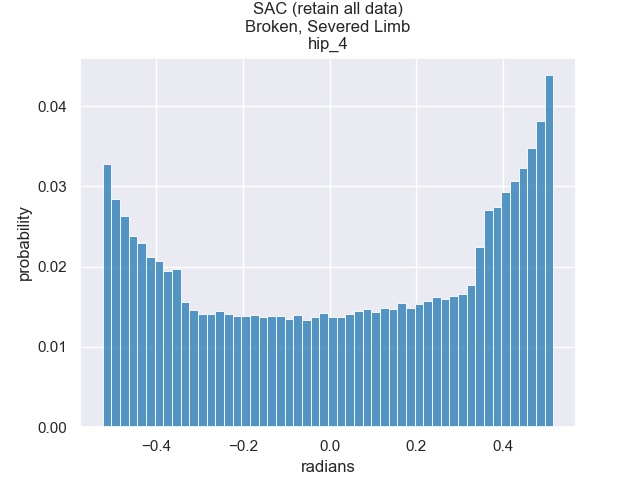 SAC (retain all data)
Broken, Severed Limb
hip_4
probability
0.04
0.03
0.02
0.01
0.00
−0.4 −0.2 0.0 0.2 0.4
radians